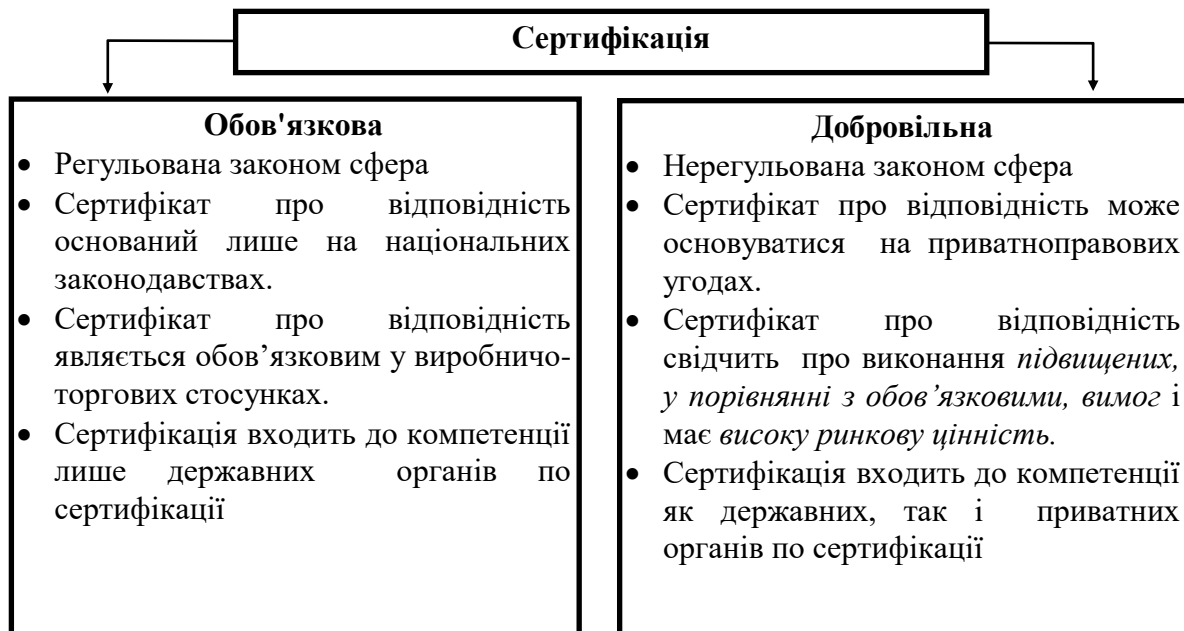 Сертифікація
Обов'язкова
• Регульована законом сфера
• Сертифікат про відповідність
оснований лише на національних
законодавствах.
• Сертифікат про відповідність
являється обов’язковим у виробничо-
торгових стосунках.
• Сертифікація входить до компетенції
лише державних органів по
сертифікації
Добровільна
• Нерегульована законом сфера
• Сертифікат про відповідність може
основуватися на приватноправових
угодах.
• Сертифікат про відповідність
свідчить про виконання підвищених,
у порівнянні з обов’язковими, вимог і
має високу ринкову цінність.
• Сертифікація входить до компетенції
як державних, так і приватних
органів по сертифікації